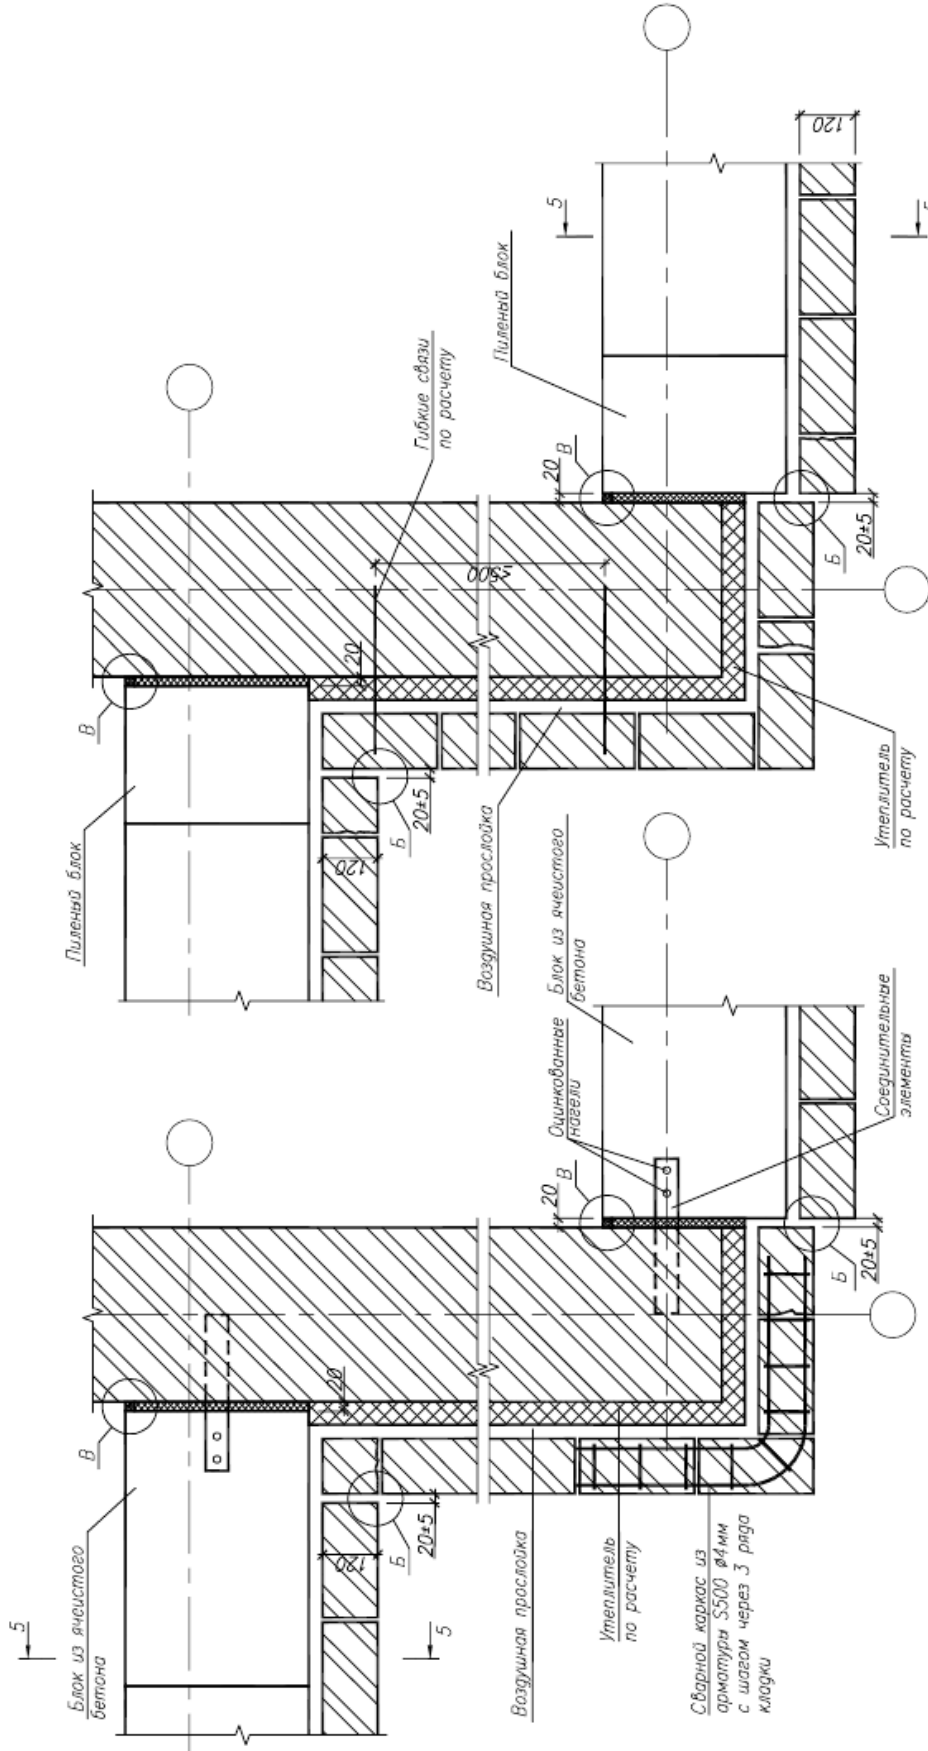 5
5
Блок из ячеистого
бетона
В
120
Б
20±5
20
Воздушная прослойка
Утеплитель
по расчету
Сварной каркас из
арматуры S500 ø4мм
с шагом через 3 ряда
кладки
Оцинкованные
нагели
Блок из ячеистого
бетона
В
20
Б
20±5
Соединительные
элементы
Пиленый блок
В
120
Б
20±5
20
Гибкие связи
по расчету
≤500
Воздушная прослойка
Утеплитель
по расчету
Пиленый блок
В
20
Б
20±5
120
5
5